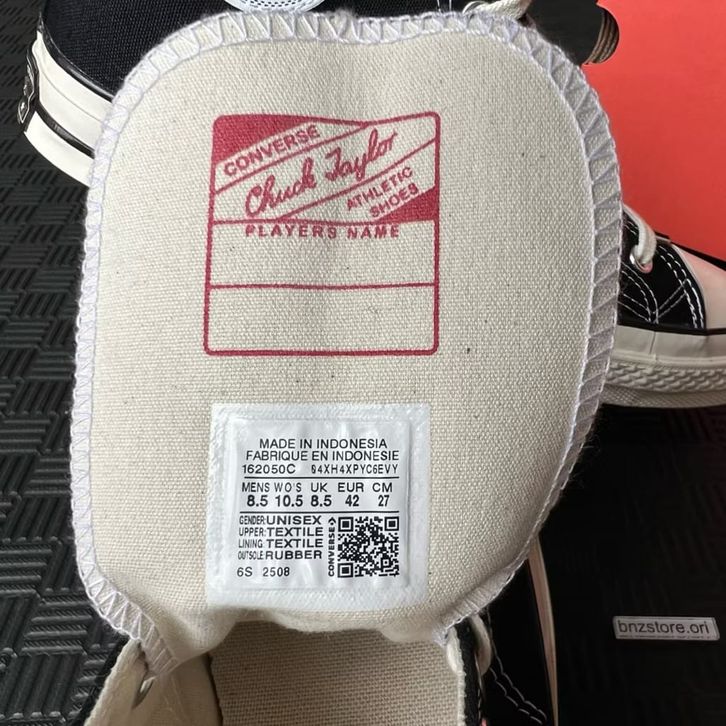 CONVERSE
Chuck Taylor
ATHLETIC
SHOES
PLAYERS NAME
MADE IN INDONESIA
FABRIQUE EN INDONESIE
162050C 04XH4XPYC6EVY
MENS WO'S UK EUR CM
8.5 10.5 8.5 42 27
GENDER:UNISEX
UPPER:TEXTILE
LINING:TEXTILE
OUTSOLE:RUBBER
CONVERSE
6S 2508
bnzstore.ori